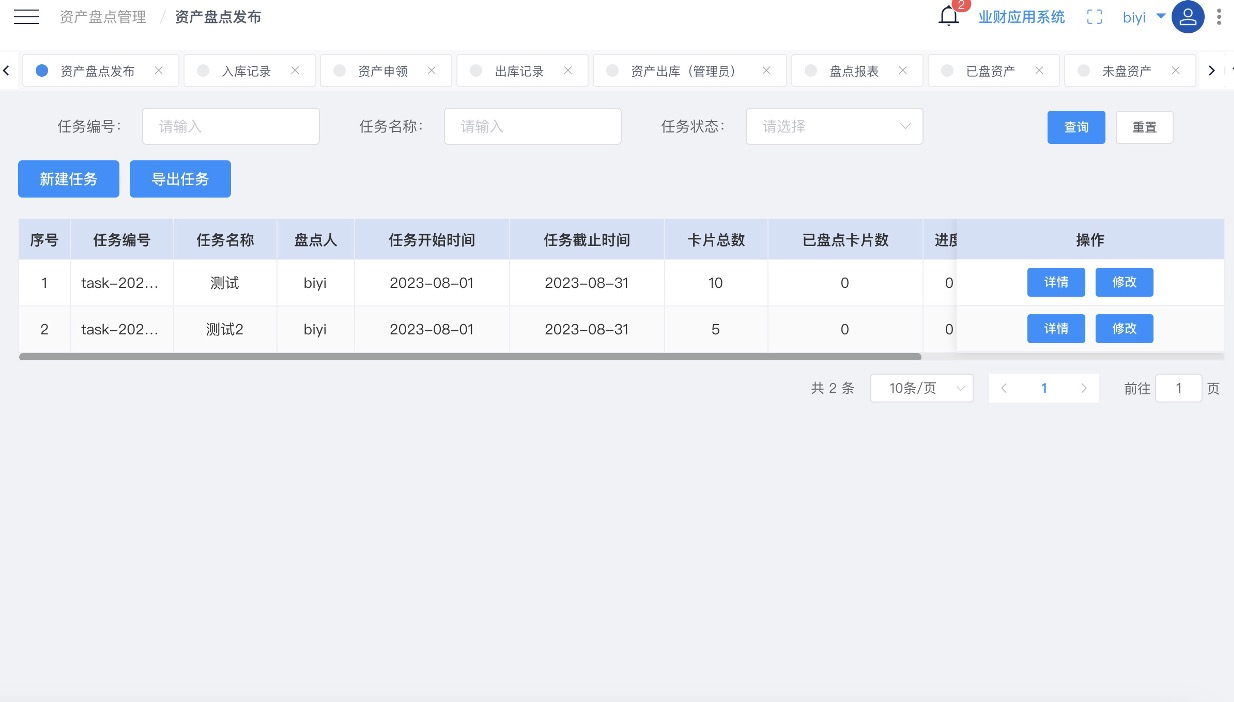 资产盘点管理 / 资产盘点发布 2 业财应用系统 biyi
资产盘点发布 入库记录 资产申领 出库记录 资产出库（管理员） 盘点报表 已盘资产 未盘资产
任务编号： 请输入 任务名称： 请输入 任务状态： 请选择 查询 重置
新建任务 导出任务
序号 任务编号 任务名称 盘点人 任务开始时间 任务截止时间 卡片总数 已盘点卡片数 进度 操作
1 task-202... 测试 biyi 2023-08-01 2023-08-31 10 0 0 详情 修改
2 task-202... 测试2 biyi 2023-08-01 2023-08-31 5 0 0 详情 修改
共 2 条 10条/页 1 前往 1 页